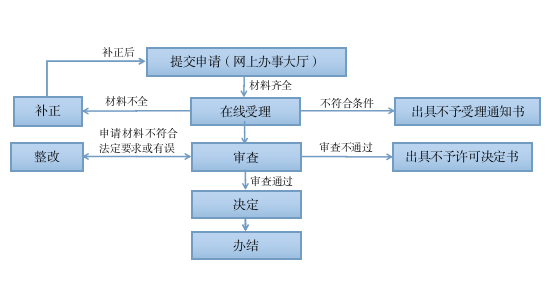 补正后
提交申请（网上办事大厅）
材料齐全
补正
材料不全
在线受理
不符合条件
出具不予受理通知书
申请材料不符合
法定要求或有误
整改
审查
审查不通过
出具不予许可决定书
审查通过
决定
办结